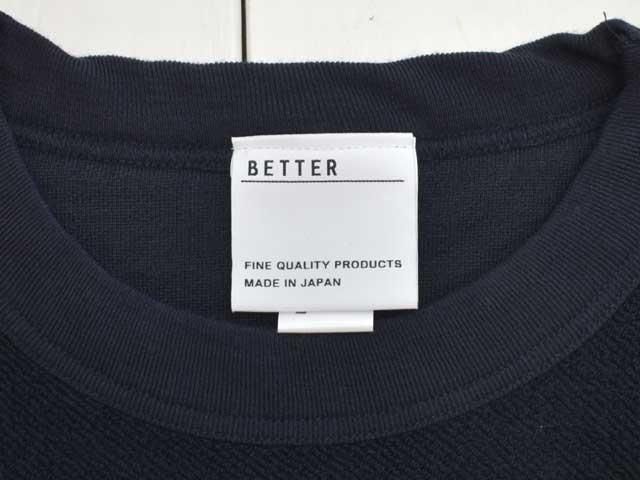 BETTER
FINE QUALITY PRODUCTS
MADE IN JAPAN